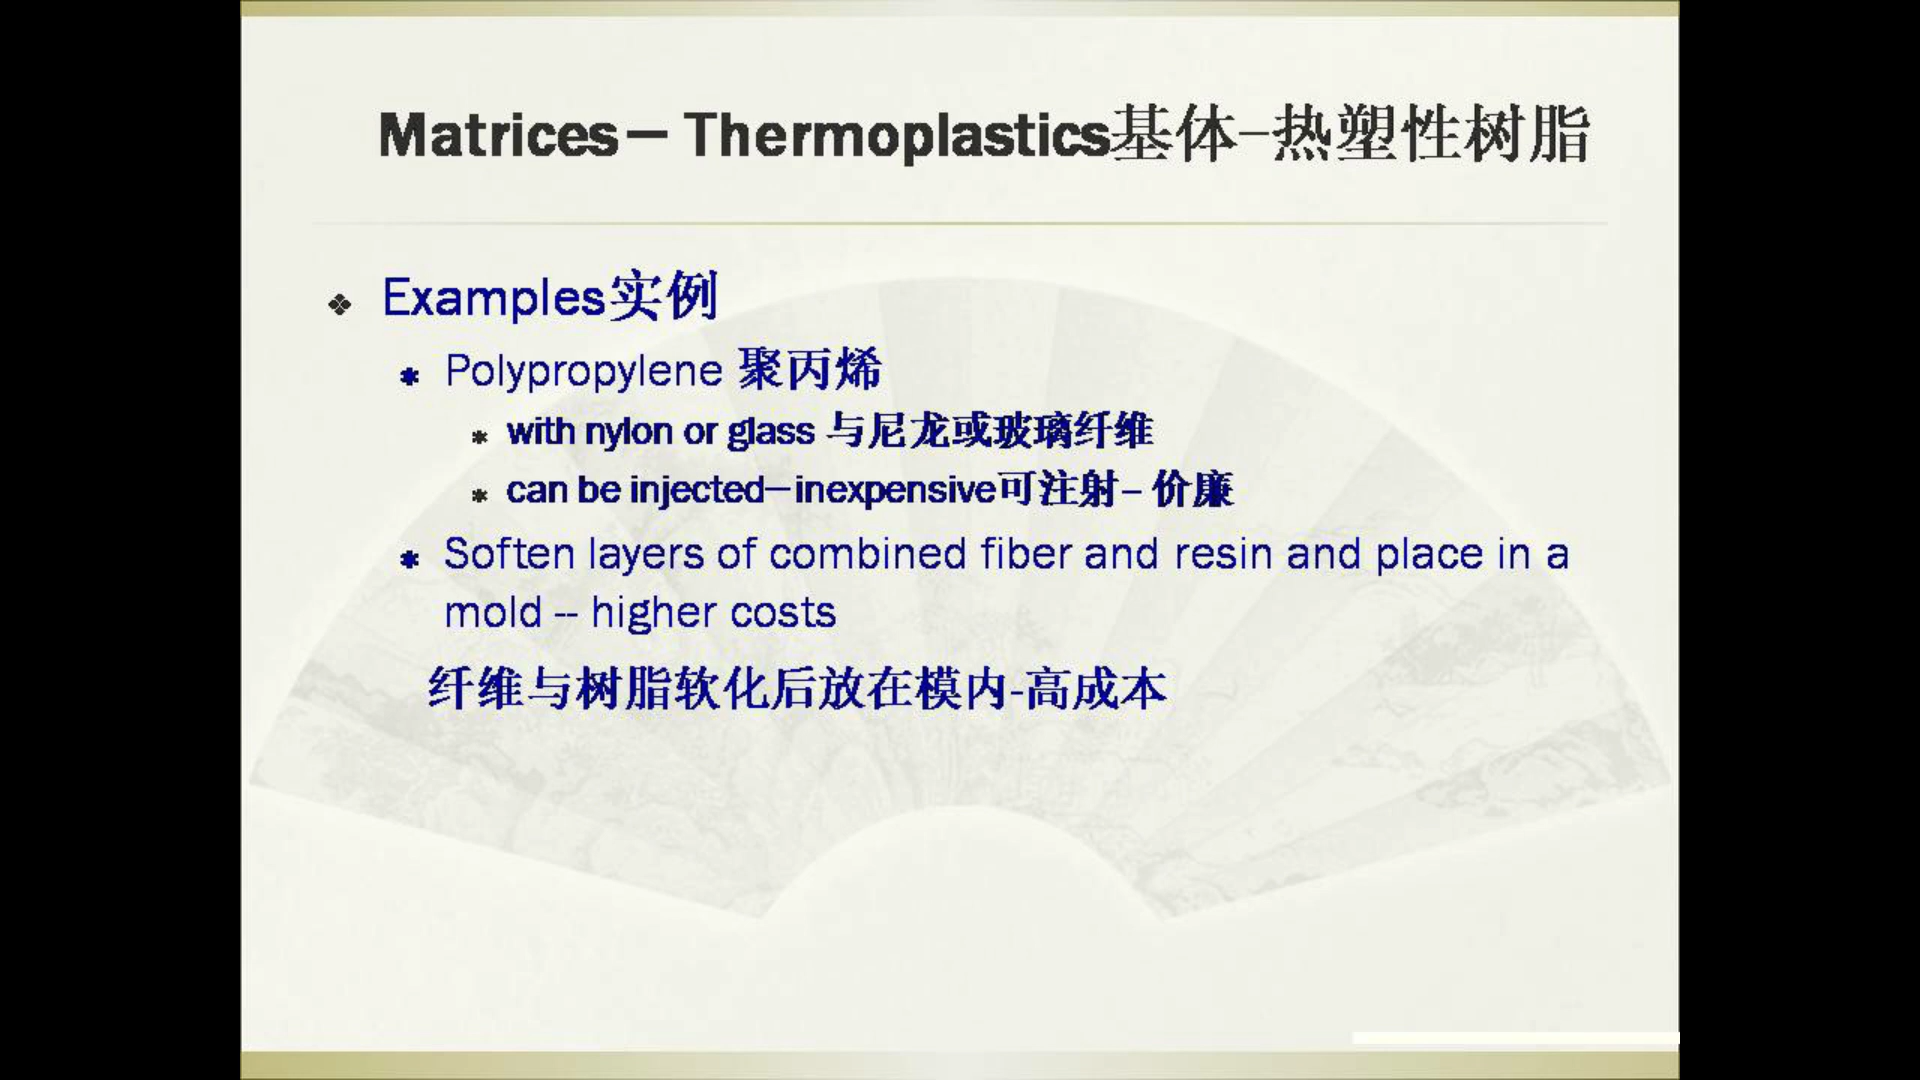 Matrices— Thermoplastics基体-热塑性树脂
Examples实例
Polypropylene 聚丙烯
with nylon or glass 与尼龙或玻璃纤维
can be injected—inexpensive可注射– 价廉
Soften layers of combined fiber and resin and place in a
mold -- higher costs
纤维与树脂软化后放在模内-高成本